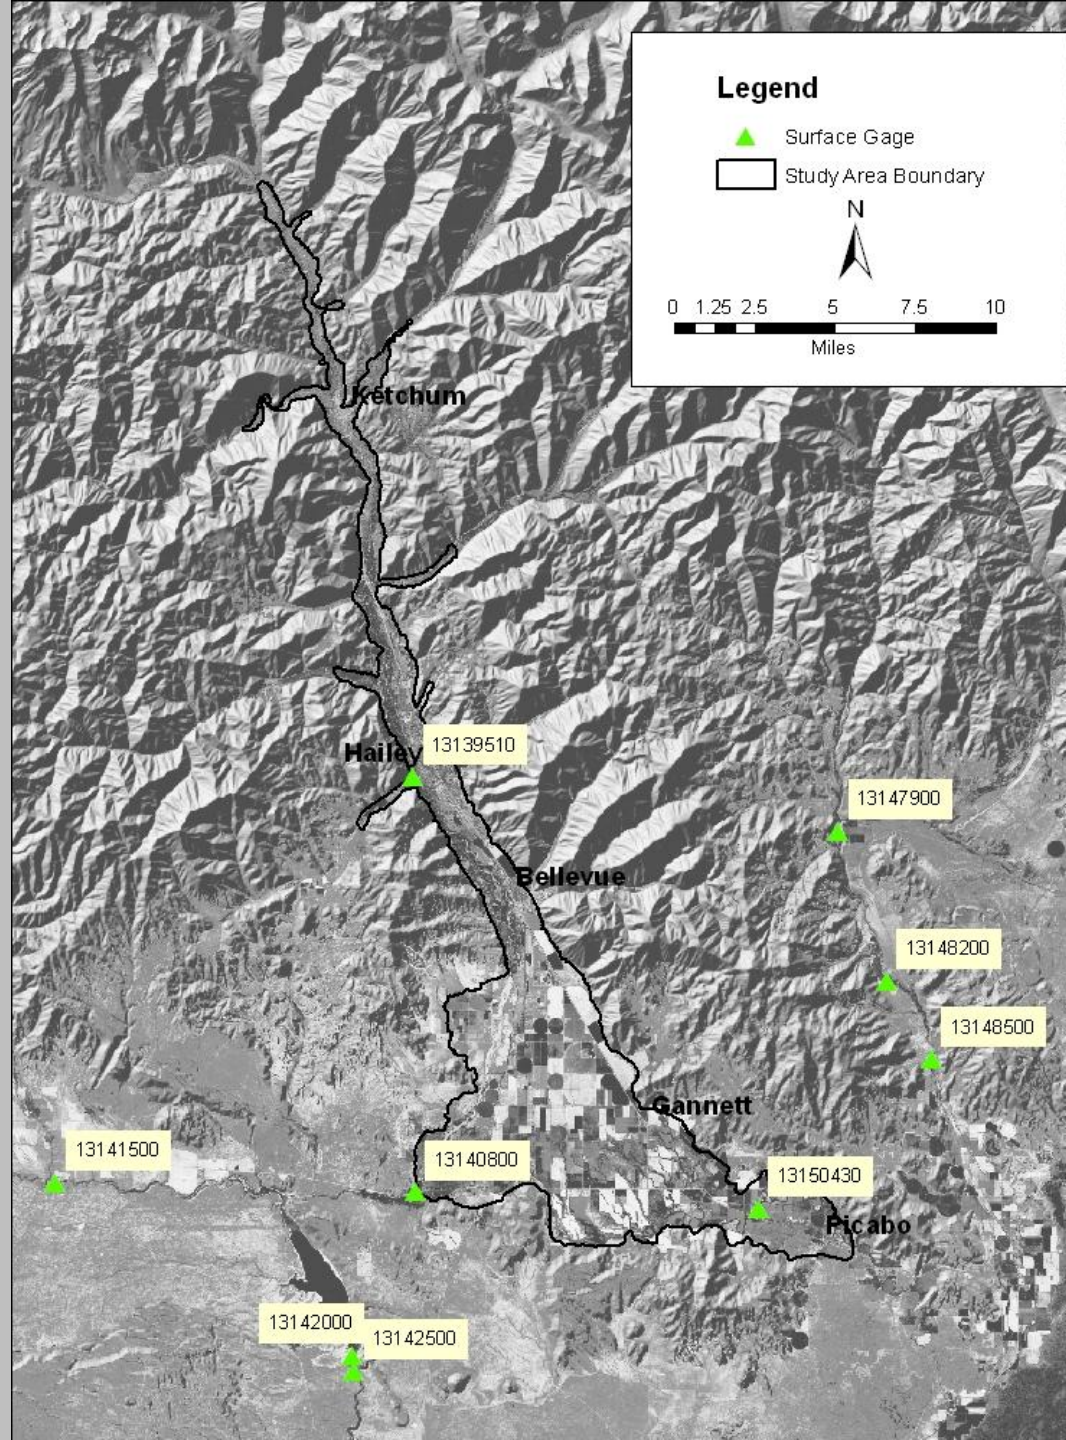 Legend
Surface Gage
Study Area Boundary
N
0 1.25 2.5 5 7.5 10
Miles
Ketchum
Hailey
13139510
13147900
Bellevue
13148200
13148500
Gannett
13141500
13140800
13150430
Picabo
13142000
13142500